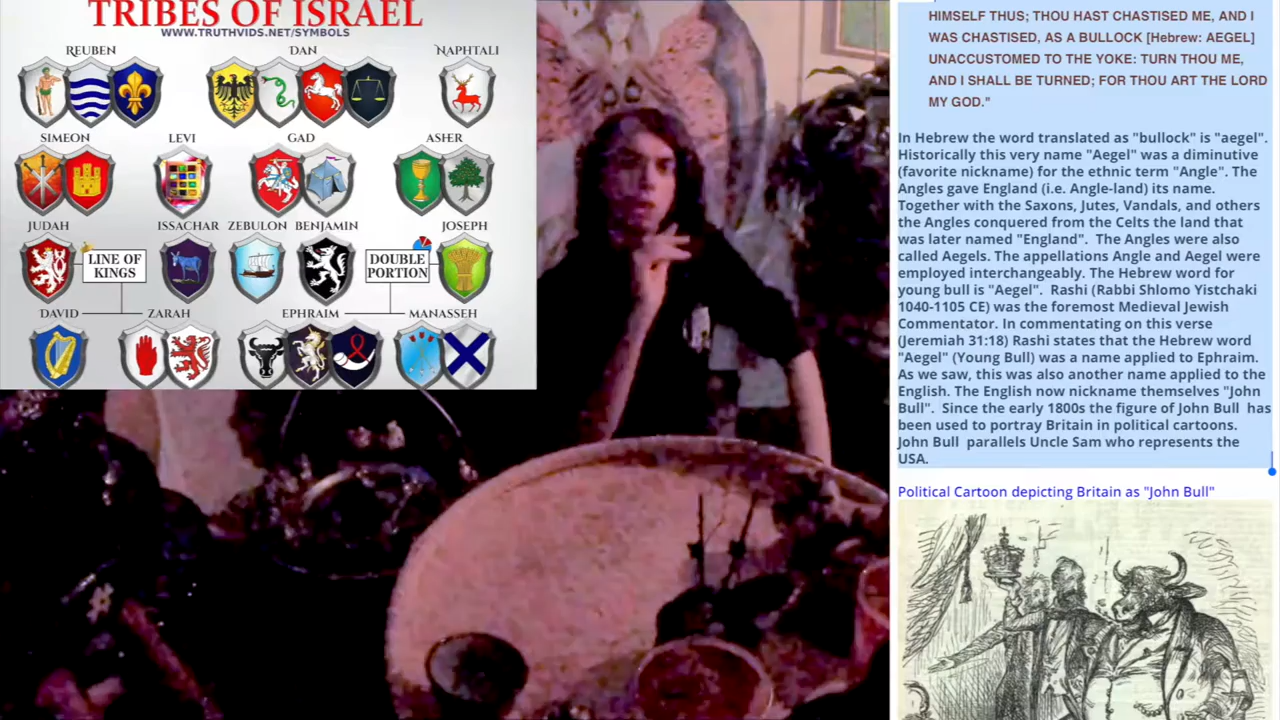 TRIBES OF ISRAEL
WWW.TRUTHVIDS.NET/SYMBOLS
REUBEN
DAN
NAPHTALI
SIMEON
LEVI
GAD
ASHER
JUDAH
ISSACHAR
ZEBULON
BENJAMIN
JOSEPH
LINE OF
KINGS
DOUBLE
PORTION
DAVID
ZARAH
EPHRAIM
MANASSEH
HIMSELF THUS; THOU HAST CHASTISED ME, AND I
WAS CHASTISED, AS A BULLOCK [Hebrew: AEGEL]
UNACCUSTOMED TO THE YOKE: TURN THOU ME,
AND I SHALL BE TURNED; FOR THOU ART THE LORD
MY GOD."
In Hebrew the word translated as "bullock" is "aegel".
Historically this very name "Aegel" was a diminutive
(favorite nickname) for the ethnic term "Angle". The
Angles gave England (i.e. Angle-land) its name.
Together with the Saxons, Jutes, Vandals, and others
the Angles conquered from the Celts the land that
was later named "England". The Angles were also
called Aegels. The appellations Angle and Aegel were
employed interchangeably. The Hebrew word for
young bull is "Aegel". Rashi (Rabbi Shlomo Yistchaki
1040-1105 CE) was the foremost Medieval Jewish
Commentator. In commentating on this verse
(Jeremiah 31:18) Rashi states that the Hebrew word
"Aegel" (Young Bull) was a name applied to Ephraim.
As we saw, this was also another name applied to the
English. The English now nickname themselves "John
Bull". Since the early 1800s the figure of John Bull has
been used to portray Britain in political cartoons.
John Bull parallels Uncle Sam who represents the
USA.
Political Cartoon depicting Britain as "John Bull"